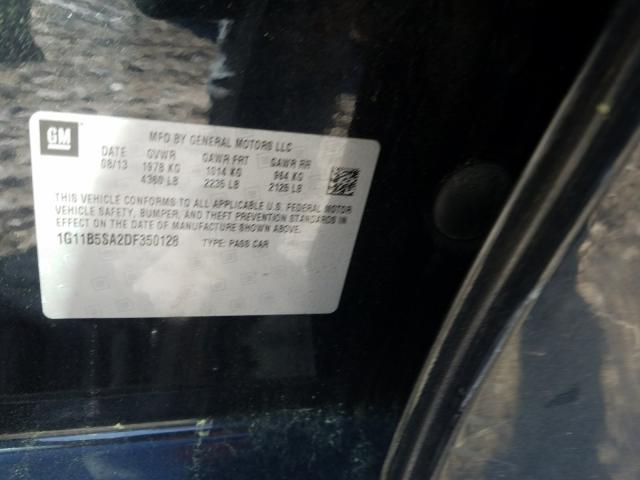 GM
MFD BY GENERAL MOTORS LLC
DATE GVWR GAWR FRT GAWR RR
08/13 1978 KG 1014 KG 964 KG
4360 LB 2235 LB 2125 LB
THIS VEHICLE CONFORMS TO ALL APPLICABLE U.S. FEDERAL MOTOR
VEHICLE SAFETY, BUMPER, AND THEFT PREVENTION STANDARDS IN
EFFECT ON THE DATE OF MANUFACTURE SHOWN ABOVE.
1G11B5SA2DF350128 TYPE: PASS CAR